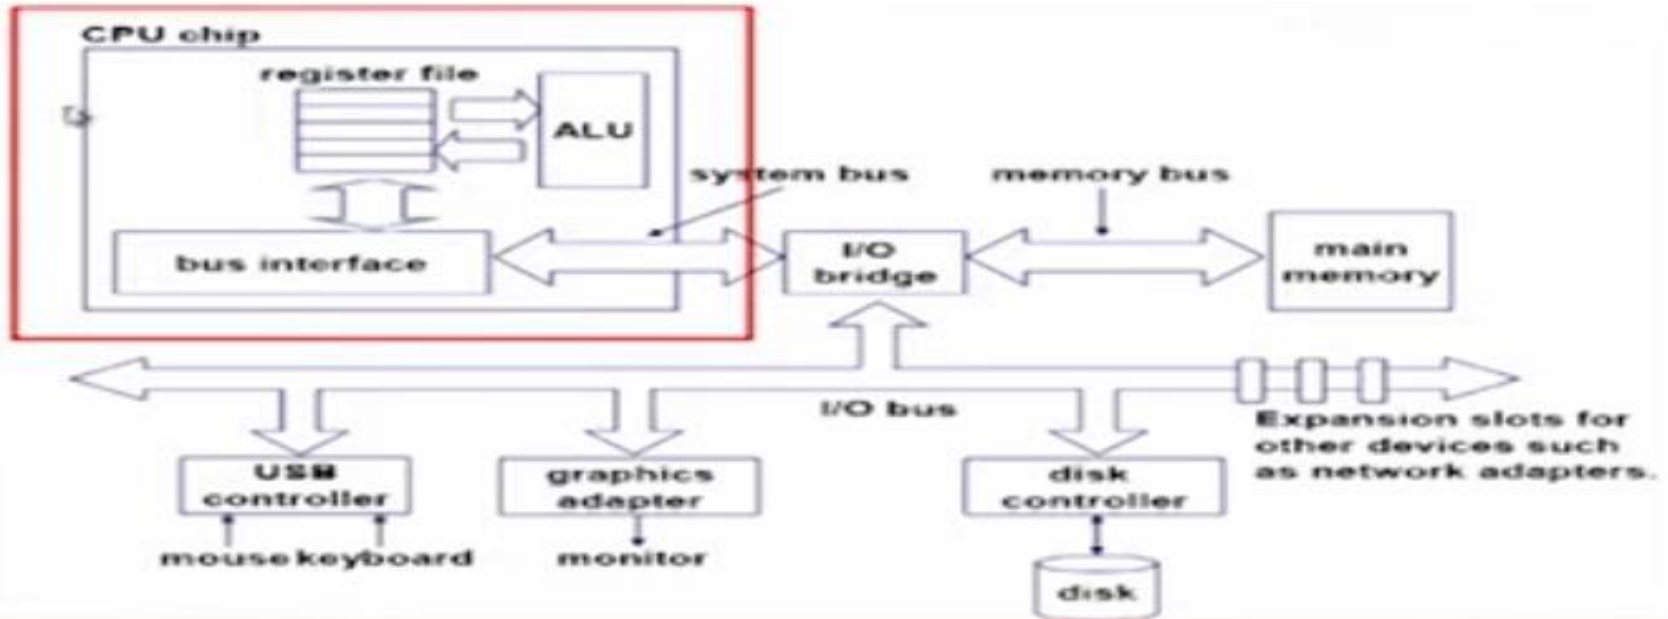 CPU chip
register file
ALU
system bus
memory bus
bus interface
I/O
bridge
main
memory
I/O bus
Expansion slots for
other devices such
as network adapters.
USB
controller
graphics
adapter
disk
controller
mouse keyboard
monitor
disk